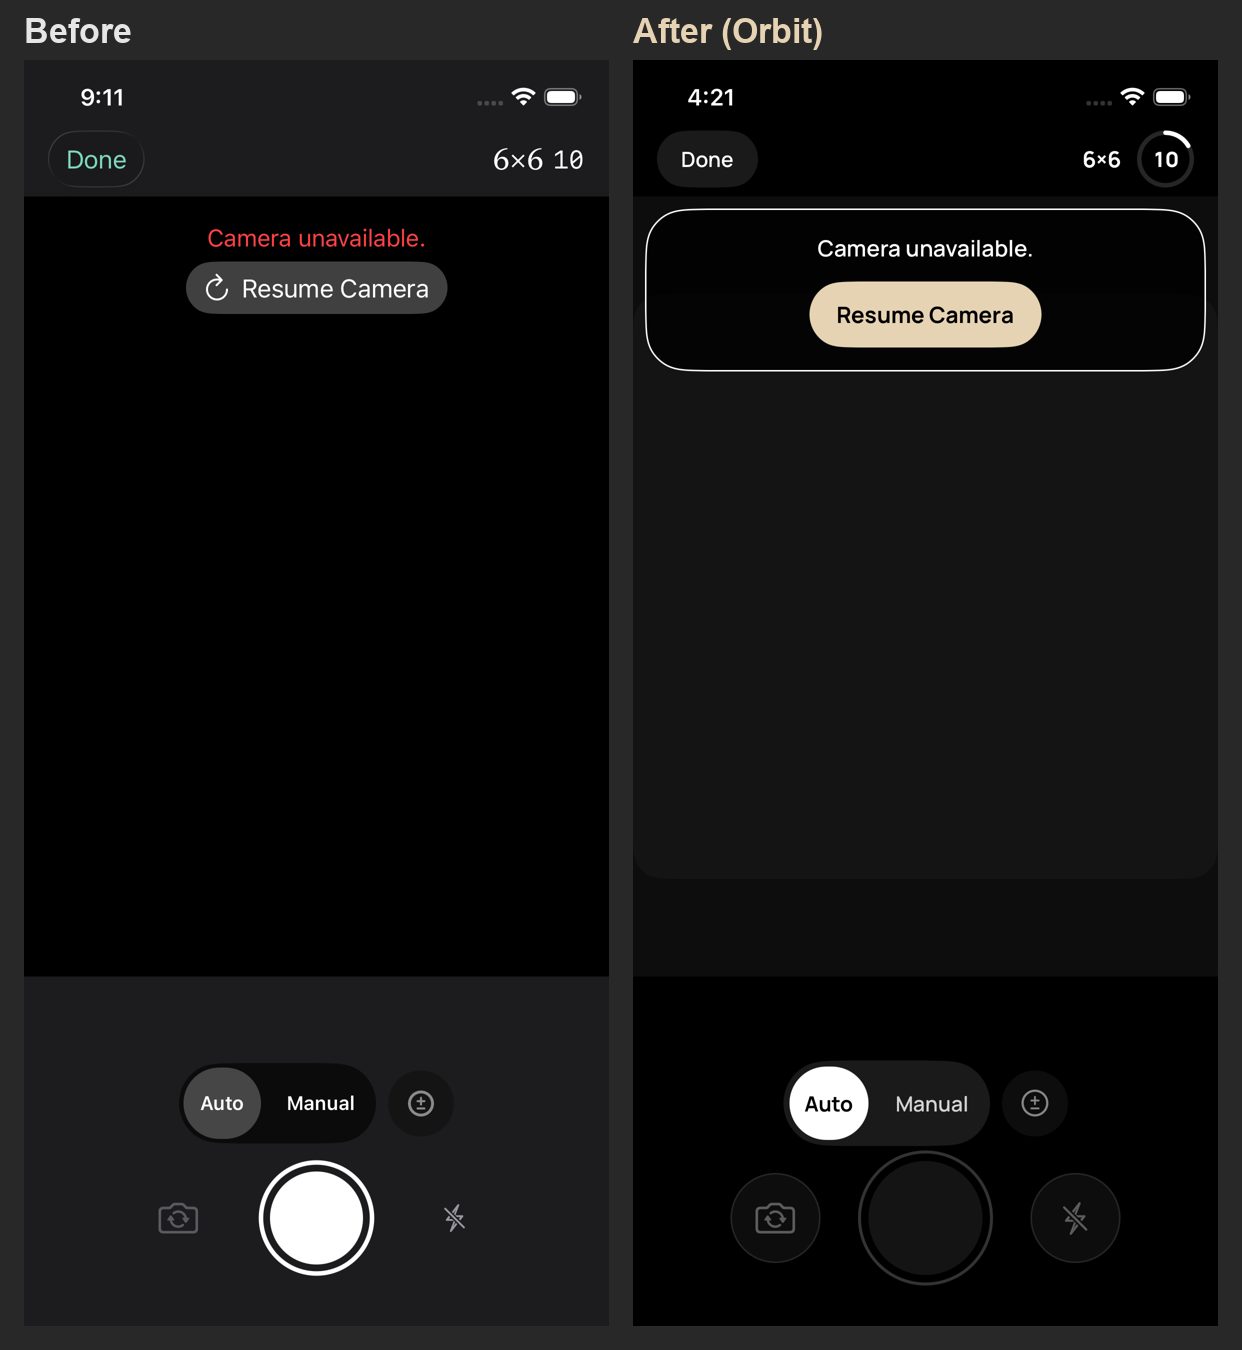 Before
9:11
Done
6×6 10
Camera unavailable.
Resume Camera
Auto
Manual
After (Orbit)
4:21
Done
6×6
10
Camera unavailable.
Resume Camera
Auto
Manual